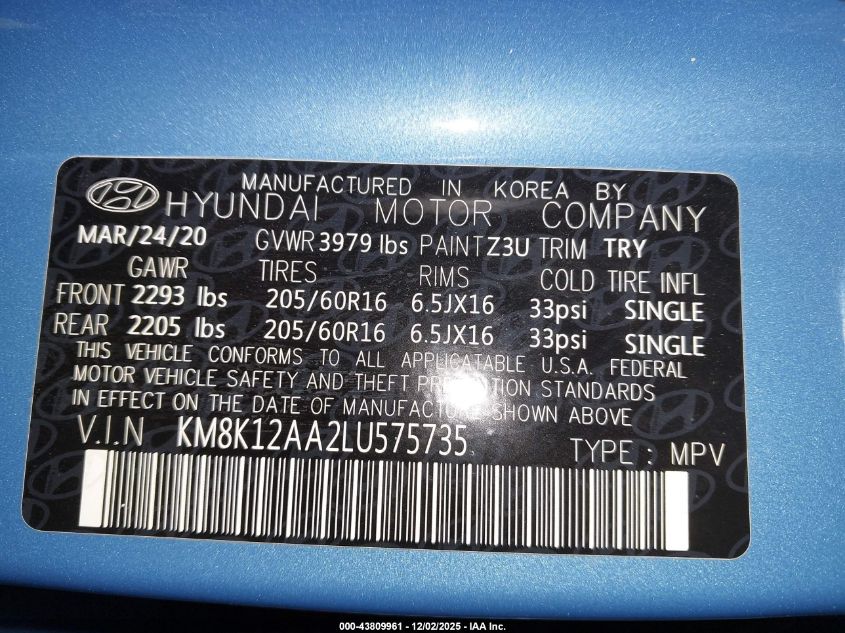 MANUFACTURED IN KOREA BY
HYUNDAI MOTOR COMPANY
MAR/24/20 GVWR 3979 lbs PAINT Z3U TRIM TRY
GAWR TIRES RIMS COLD TIRE INFL
FRONT 2293 lbs 205/60R16 6.5JX16 33psi SINGLE
REAR 2205 lbs 205/60R16 6.5JX16 33psi SINGLE
THIS VEHICLE CONFORMS TO ALL APPLICATABLE U.S.A. FEDERAL
MOTOR VEHICLE SAFETY AND THEFT PREVENTION STANDARDS
IN EFFECT ON THE DATE OF MANUFACTURE SHOWN ABOVE
V.I.N KM8K12AA2LU575735 TYPE : MPV
000-43809961 - 12/02/2025 - IAA Inc.